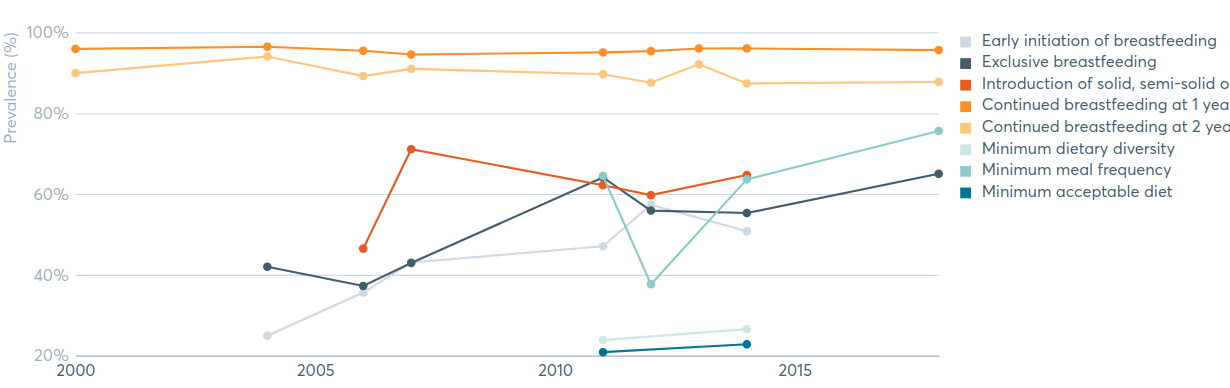 Prevalence (%)
100%
80%
60%
40%
20%
2000
2005
2010
2015
Early initiation of breastfeeding
Exclusive breastfeeding
Introduction of solid, semi-solid o
Continued breastfeeding at 1 yea
Continued breastfeeding at 2 yea
Minimum dietary diversity
Minimum meal frequency
Minimum acceptable diet